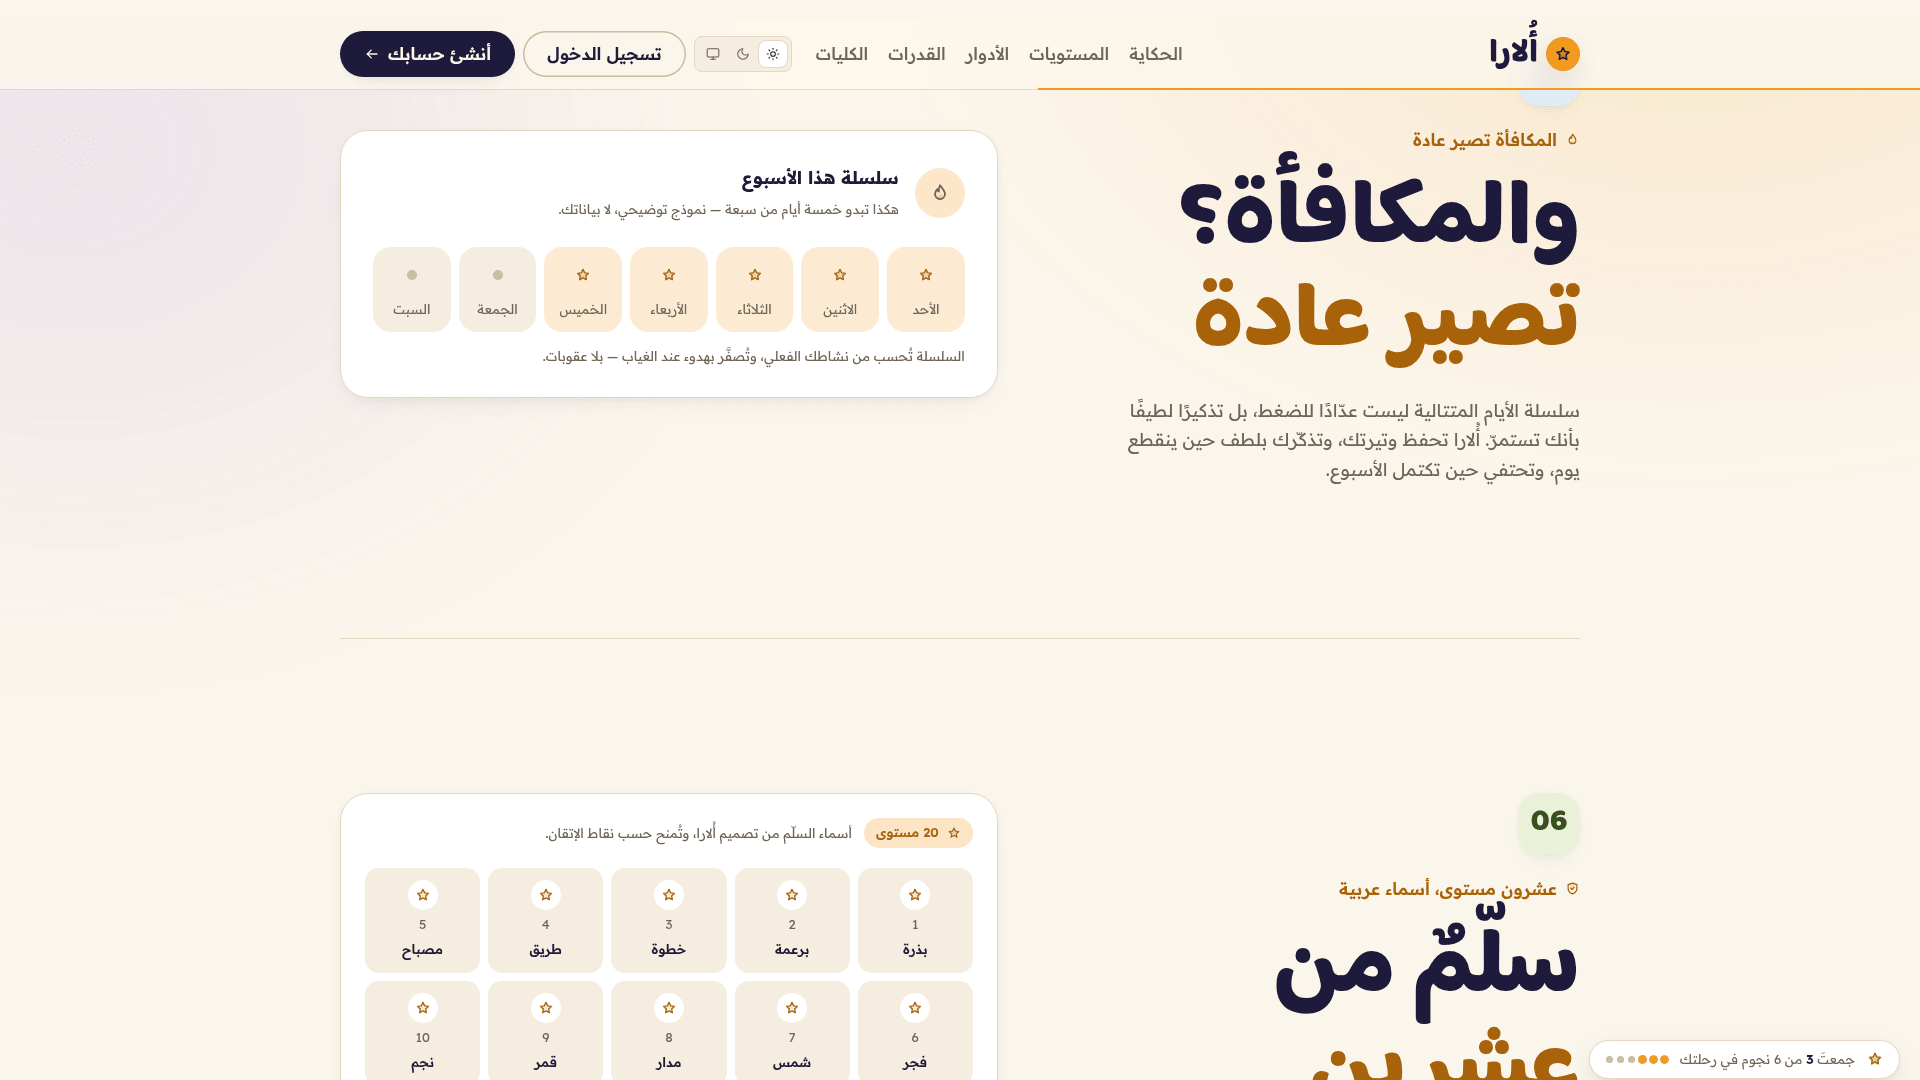 أُلارا
الحكاية
المستويات
الأدوار
القدرات
الكليات
تسجيل الدخول
أنشئ حسابك
المكافأة تصير عادة
والمكافأة؟
تصير عادة
سلسلة الأيام المتتالية ليست عدّادًا للضغط، بل تذكيرًا لطيفًا
بأنك تستمرّ. أُلارا تحفظ وتيرتك، وتذكّرك بلطف حين ينقطع
يوم، وتحتفي حين تكتمل الأسبوع.
سلسلة هذا الأسبوع
هكذا تبدو خمسة أيام من سبعة — نموذج توضيحي، لا بياناتك.
الأحد
الاثنين
الثلاثاء
الأربعاء
الخميس
الجمعة
السبت
السلسلة تُحسب من نشاطك الفعلي، وتُصفَّر بهدوء عند الغياب — بلا عقوبات.
06
عشرون مستوى، أسماء عربية
سلّمٌ من
عشرين
20 مستوى
أسماء السلّم من تصميم أُلارا، وتُمنح حسب نقاط الإتقان.
1
بذرة
2
برعمة
3
خطوة
4
طريق
5
مصباح
6
فجر
7
شمس
8
مدار
9
قمر
10
نجم
جمعتَ 3 من 6 نجوم في رحلتك